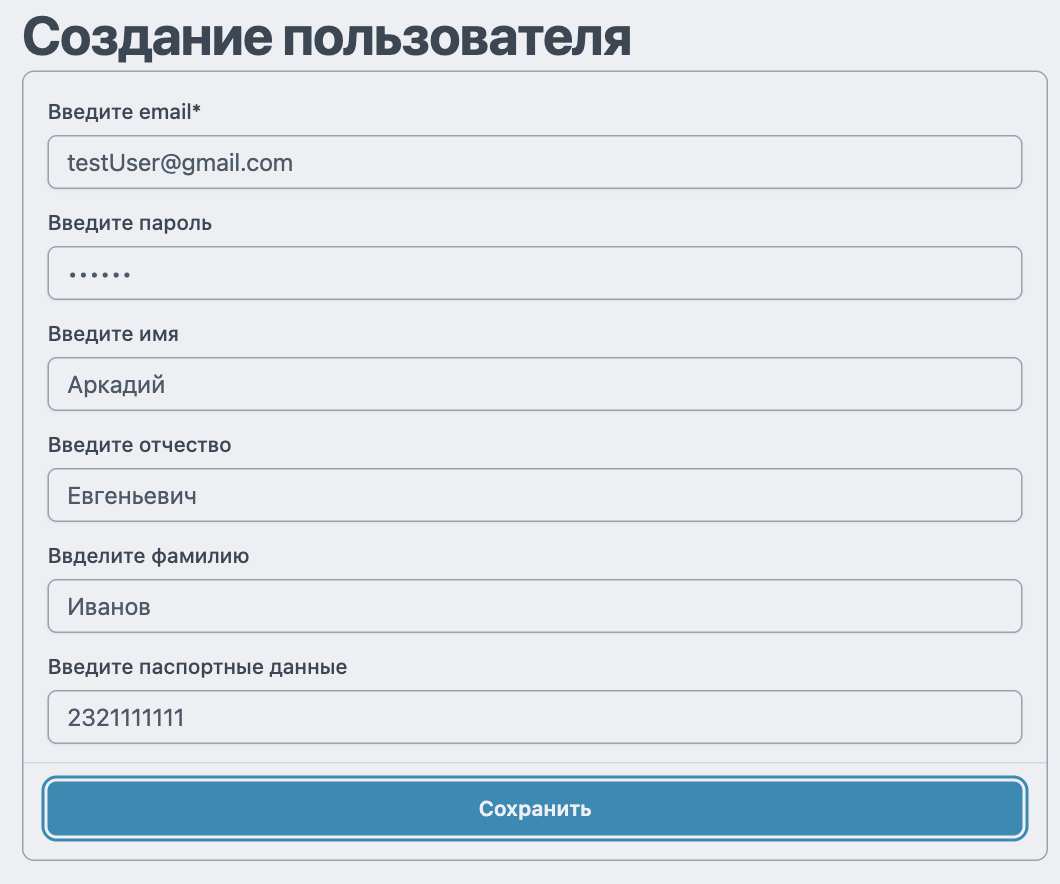 Создание пользователя
Введите email*
testUser@gmail.com
Введите пароль
••••••
Введите имя
Аркадий
Введите отчество
Евгеньевич
Ввделите фамилию
Иванов
Введите паспортные данные
2321111111
Сохранить